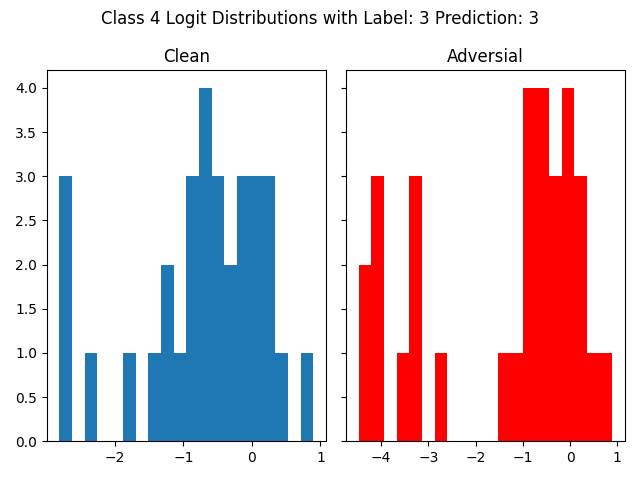 Class 4 Logit Distributions with Label: 3 Prediction: 3
Clean
Adversial
4.0
3.5
3.0
2.5
2.0
1.5
1.0
0.5
0.0
−2 −1 0 1
−4 −3 −2 −1 0 1